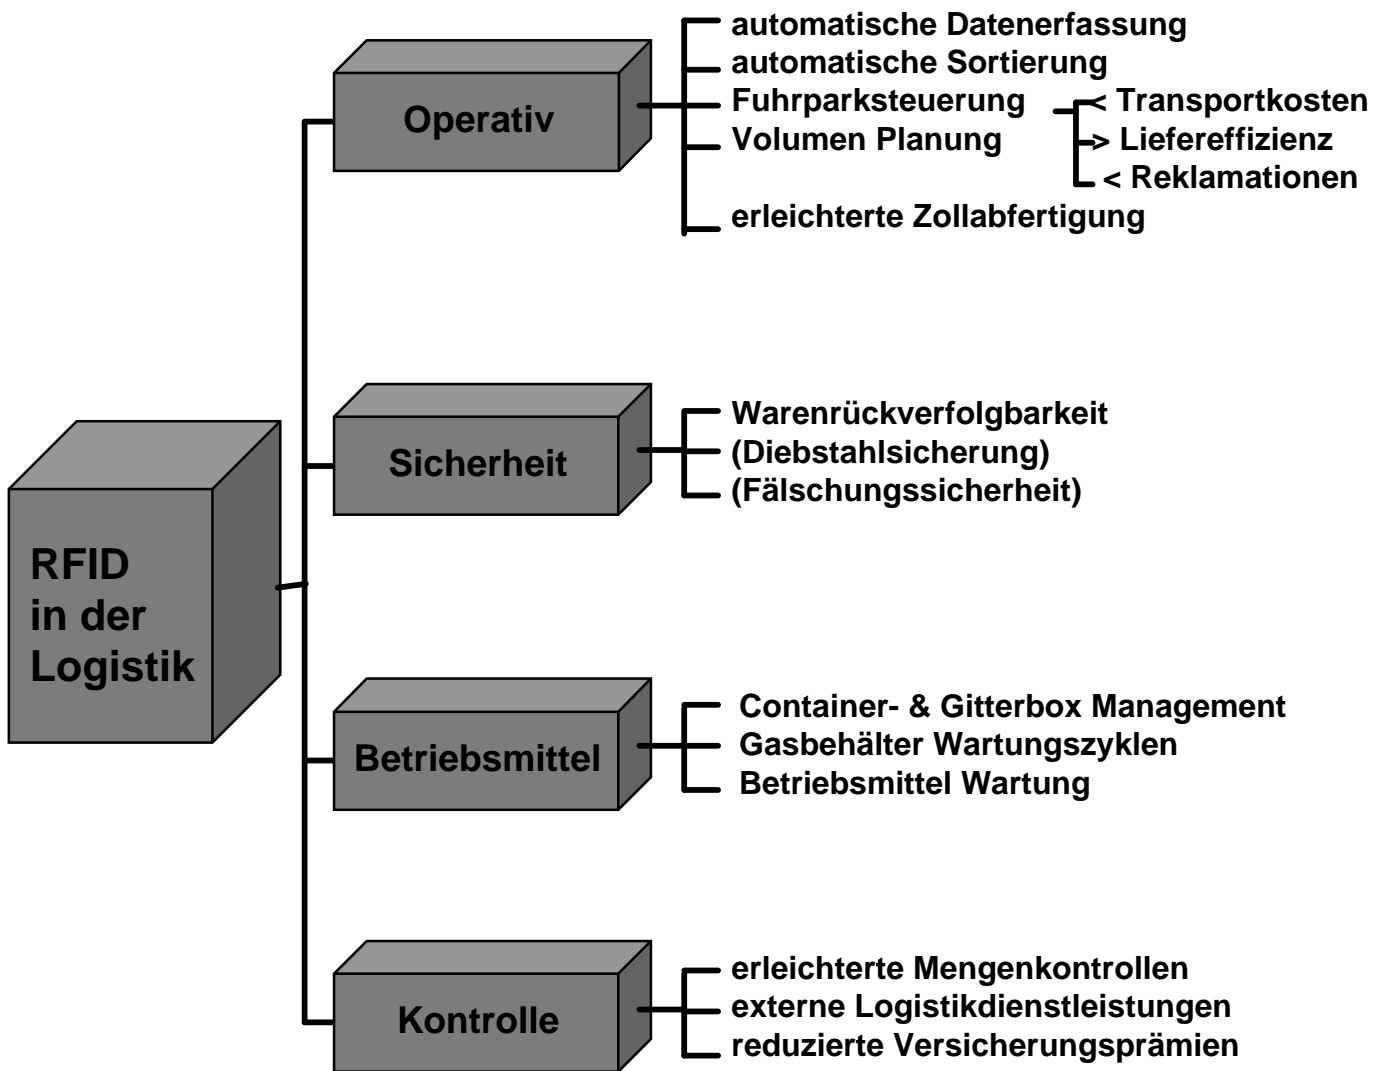 RFID
in der
Logistik
Operativ
automatische Datenerfassung
automatische Sortierung
Fuhrparksteuerung
Volumen Planung
< Transportkosten
> Liefereffizienz
< Reklamationen
erleichterte Zollabfertigung
Sicherheit
Warenrückverfolgbarkeit
(Diebstahlsicherung)
(Fälschungssicherheit)
Betriebsmittel
Container- & Gitterbox Management
Gasbehälter Wartungszyklen
Betriebsmittel Wartung
Kontrolle
erleichterte Mengenkontrollen
externe Logistikdienstleistungen
reduzierte Versicherungsprämien